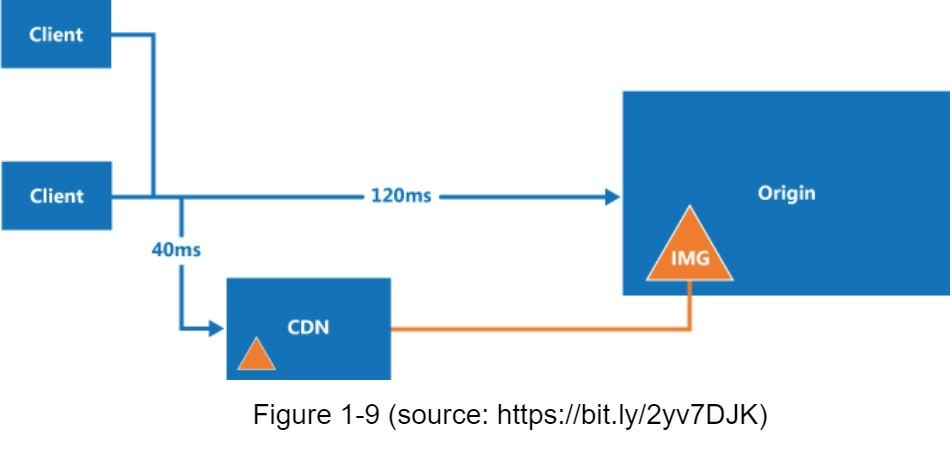 Client
Client
120ms
Origin
40ms
IMG
CDN
Figure 1-9 (source: https://bit.ly/2yv7DJK)